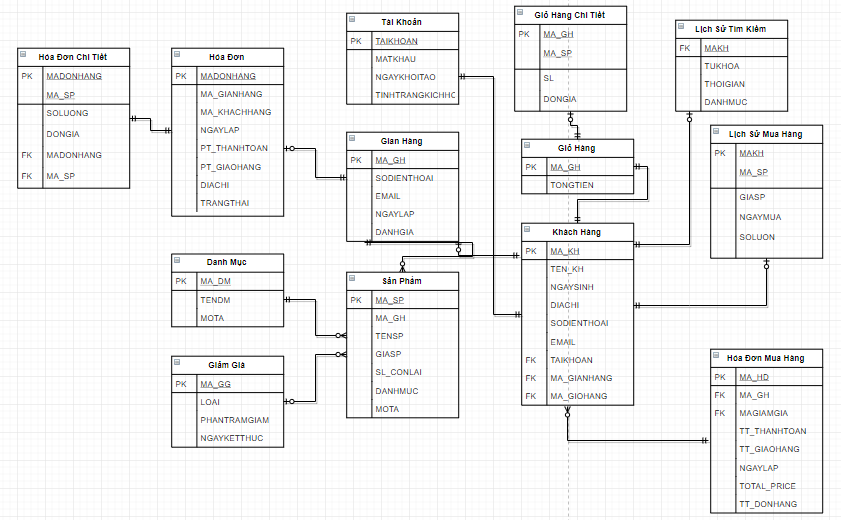 Hóa Đơn Chi Tiết
PK MADONHANG
MA_SP
SOLUONG
DONGIA
FK MADONHANG
FK MA_SP
Hóa Đơn
PK MADONHANG
MA_GIANHANG
MA_KHACHHANG
NGAYLAP
PT_THANHTOAN
PT_GIAOHANG
DIACHI
TRANGTHAI
Danh Mục
PK MA_DM
TENDM
MOTA
Giảm Giá
PK MA_GG
LOAI
PHANTRAMGIAM
NGAYKETTHUC
Tài Khoản
PK TAIKHOAN
MATKHAU
NGAYKHOITAO
TINHTRANGKICHHO
Gian Hàng
PK MA_GH
SODIENTHOAI
EMAIL
NGAYLAP
DANHGIA
Sản Phẩm
PK MA_SP
MA_GH
TENSP
GIASP
SL_CONLAI
DANHMUC
MOTA
Giỏ Hàng Chi Tiết
PK MA_GH
MA_SP
SL
DONGIA
Giỏ Hàng
PK MA_GH
TONGTIEN
Khách Hàng
PK MA_KH
TEN_KH
NGAYSINH
DIACHI
SODIENTHOAI
EMAIL
FK TAIKHOAN
FK MA_GIANHANG
FK MA_GIOHANG
Lịch Sử Tìm Kiếm
FK MAKH
TUKHOA
THOIGIAN
DANHMUC
Lịch Sử Mua Hàng
PK MAKH
MA_SP
GIASP
NGAYMUA
SOLUON
Hóa Đơn Mua Hàng
PK MA_HD
FK MA_GH
FK MAGIAMGIA
TT_THANHTOAN
TT_GIAOHANG
NGAYLAP
TOTAL_PRICE
TT_DONHANG